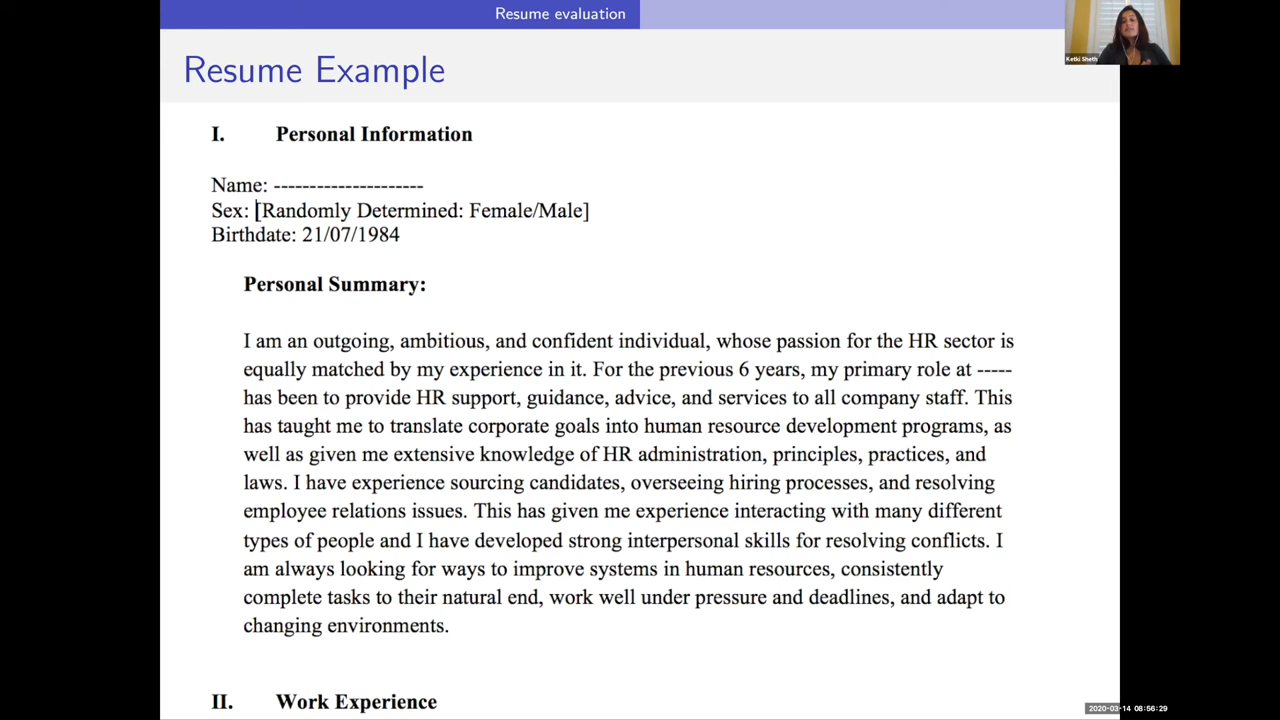 Resume evaluation
Resume Example
Ketki Sheth
I. Personal Information
Name: ---------------------
Sex: [Randomly Determined: Female/Male]
Birthdate: 21/07/1984
Personal Summary:
I am an outgoing, ambitious, and confident individual, whose passion for the HR sector is
equally matched by my experience in it. For the previous 6 years, my primary role at -----
has been to provide HR support, guidance, advice, and services to all company staff. This
has taught me to translate corporate goals into human resource development programs, as
well as given me extensive knowledge of HR administration, principles, practices, and
laws. I have experience sourcing candidates, overseeing hiring processes, and resolving
employee relations issues. This has given me experience interacting with many different
types of people and I have developed strong interpersonal skills for resolving conflicts. I
am always looking for ways to improve systems in human resources, consistently
complete tasks to their natural end, work well under pressure and deadlines, and adapt to
changing environments.
II. Work Experience
2020-03-14 08:56:29